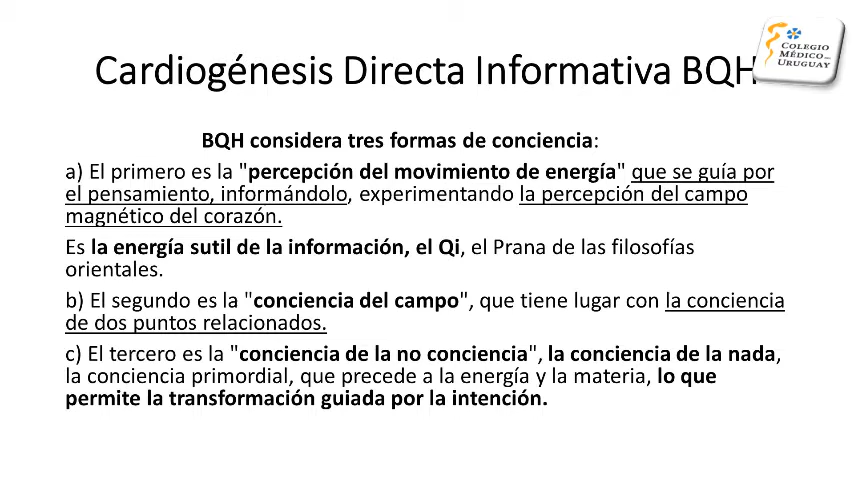 COLEGIO
MÉDICO
URUGUAY
Cardiogénesis Directa Informativa BQH
BQH considera tres formas de conciencia:
a) El primero es la "percepción del movimiento de energía" que se guía por
el pensamiento, informándolo, experimentando la percepción del campo
magnético del corazón.
Es la energía sutil de la información, el Qi, el Prana de las filosofías
orientales.
b) El segundo es la "conciencia del campo", que tiene lugar con la conciencia
de dos puntos relacionados.
c) El tercero es la "conciencia de la no conciencia", la conciencia de la nada,
la conciencia primordial, que precede a la energía y la materia, lo que
permite la transformación guiada por la intención.